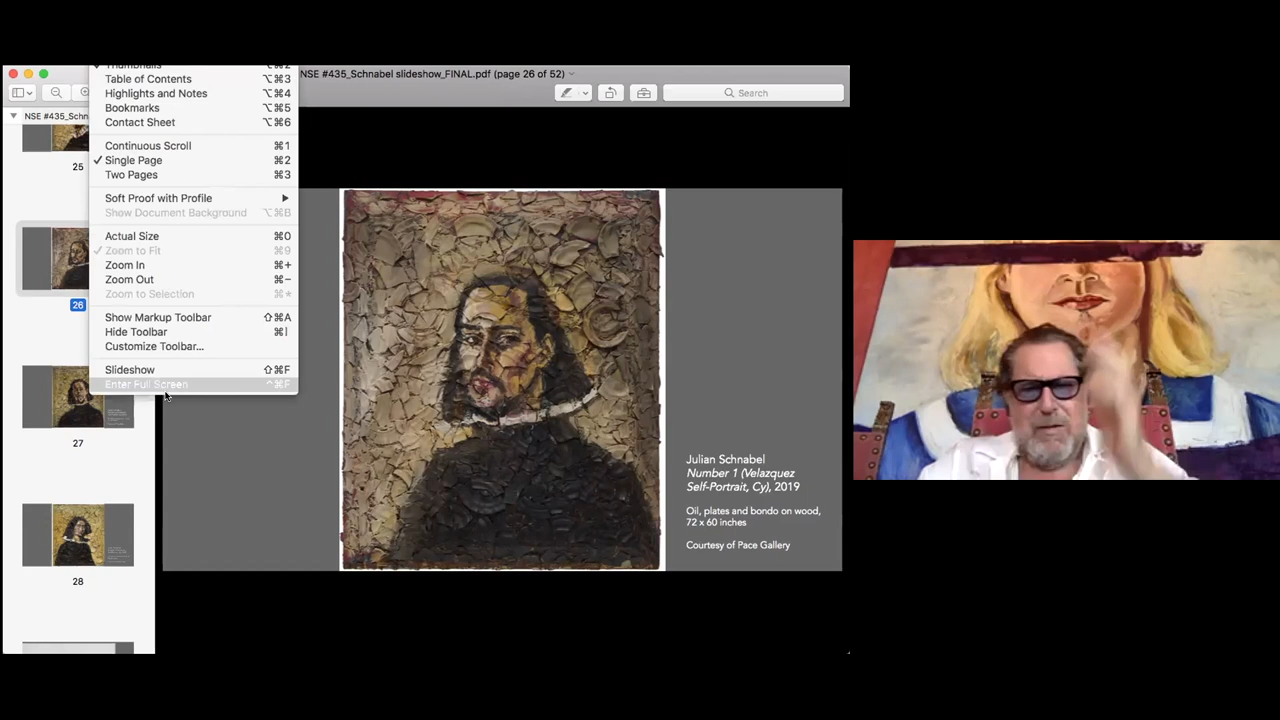 NSE #435_Schnabel slideshow_FINAL.pdf (page 26 of 52)
Search
NSE #435_Schn
25
26
27
28
Thumbnails ⌥⌘2
Table of Contents ⌥⌘3
Highlights and Notes ⌥⌘4
Bookmarks ⌥⌘5
Contact Sheet ⌥⌘6
Continuous Scroll ⌘1
✓ Single Page ⌘2
Two Pages ⌘3
Soft Proof with Profile
Show Document Background ⌥⌘B
✓ Zoom to Fit ⌘9
Actual Size ⌘0
Zoom In ⌘+
Zoom Out ⌘−
Zoom to Selection ⌘*
Show Markup Toolbar ⇧⌘A
Hide Toolbar ⌘|
Customize Toolbar...
Slideshow ⇧⌘F
Enter Full Screen ^⌘F
Julian Schnabel
Number 1 (Velazquez
Self-Portrait, Cy), 2019
Oil, plates and bondo on wood,
72 x 60 inches
Courtesy of Pace Gallery